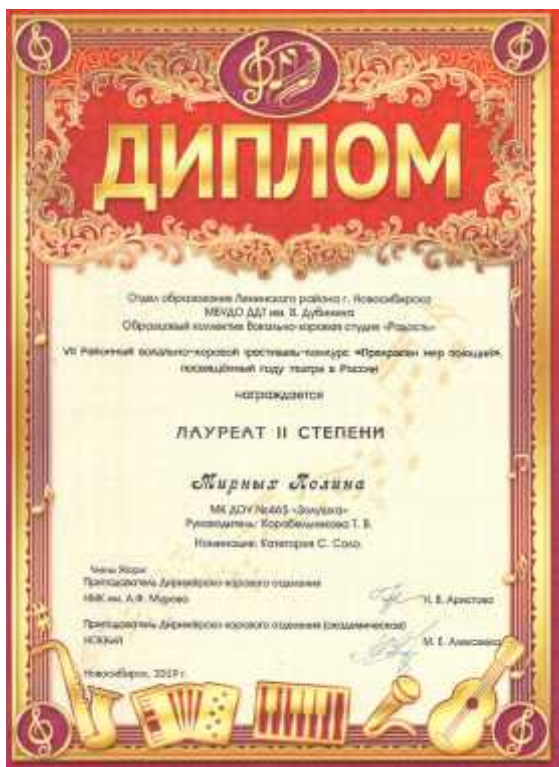 ДИПЛОМ
Отдел образования Ленинского района г. Новосибирска
МБУДО ДДТ им. В. Дубинина
Образцовый коллектив Вокально-хоровая студия «Радость»
VII Районный вокально-хоровой фестиваль-конкурс «Прекрасен мир поющий»,
посвещённый году театра в России
награждается
ЛАУРЕАТ II СТЕПЕНИ
Мирных Полина
МК ДОУ №465 «Золушка»
Руководитель: Корабельникова Т. В.
Номинация: Категория С. Соло.
Члены Жюри:
Преподаватель Дирижёрско-хорового отделения
НМК им. А.Ф. Мурова
Н. В. Аристова
Преподаватель Дирижёрско-хорового отделения (академическое)
М. Е. Алексеева
Новосибирск, 2019 г.